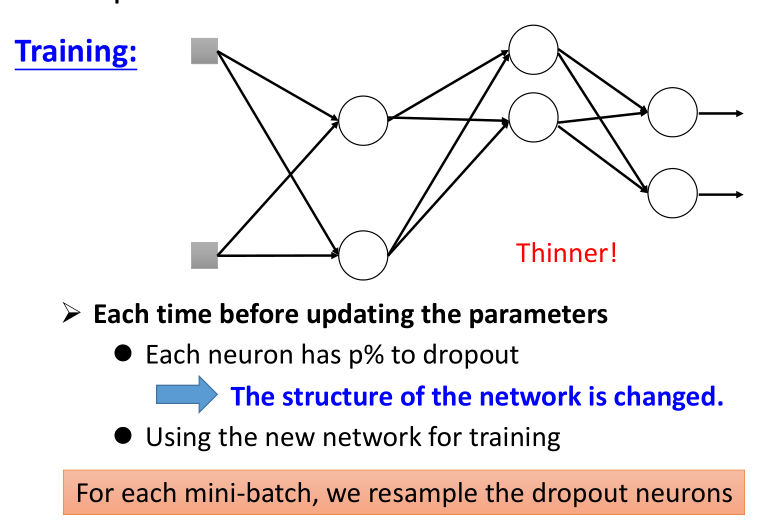 Training:
Thinner!
➢ Each time before updating the parameters
● Each neuron has p% to dropout
The structure of the network is changed.
● Using the new network for training
For each mini-batch, we resample the dropout neurons